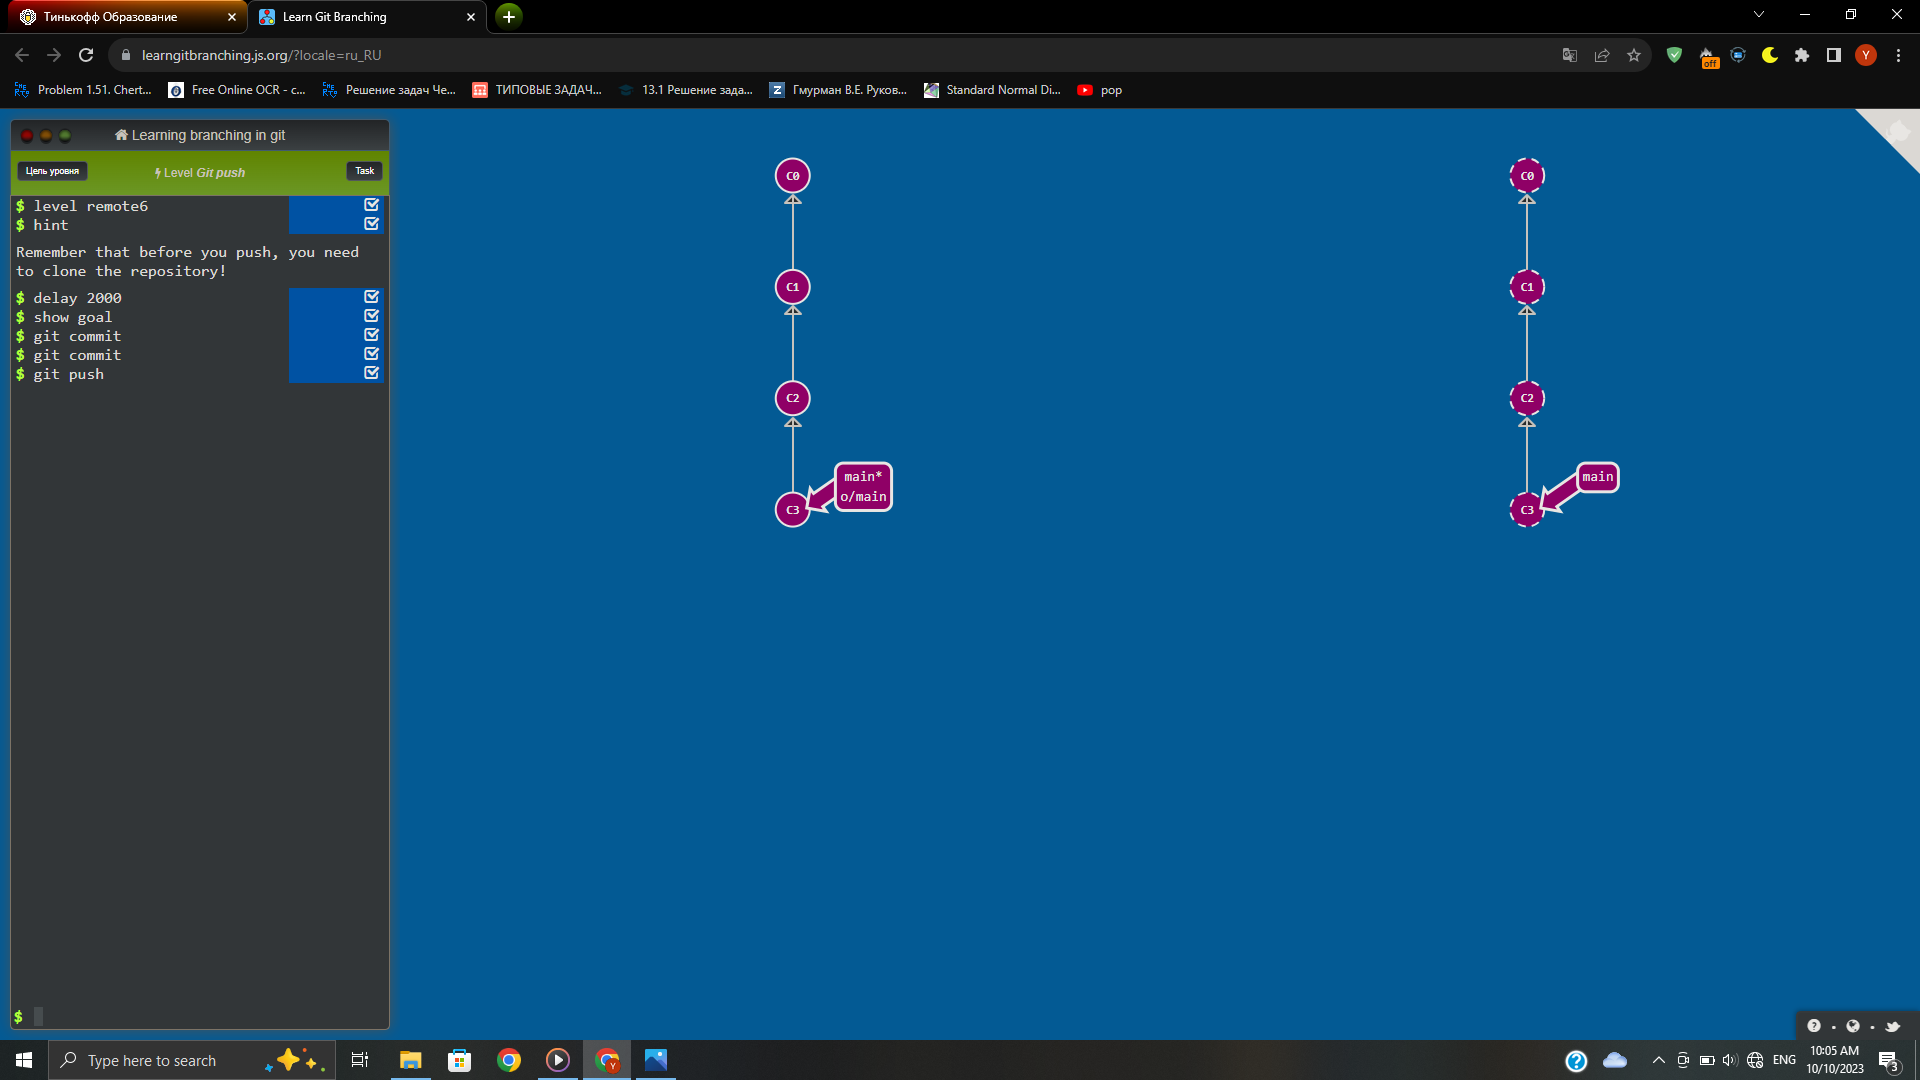 Тинькофф Образование
Learn Git Branching
learngitbranching.js.org/?locale=ru_RU
off
Y
Problem 1.51. Chert...
Free Online OCR - c...
Решение задач Че...
ТИПОВЫЕ ЗАДАЧ...
13.1 Решение зада...
Гмурман В.Е. Руков...
Standard Normal Di...
pop
Learning branching in git
Цель уровня
Level Git push
Task
$ level remote6
$ hint
Remember that before you push, you need
to clone the repository!
$ delay 2000
$ show goal
$ git commit
$ git commit
$ git push
$
C0
C1
C2
C3
main*
o/main
C0
C1
C2
C3
main
Type here to search
ENG
10:05 AM
10/10/2023
3